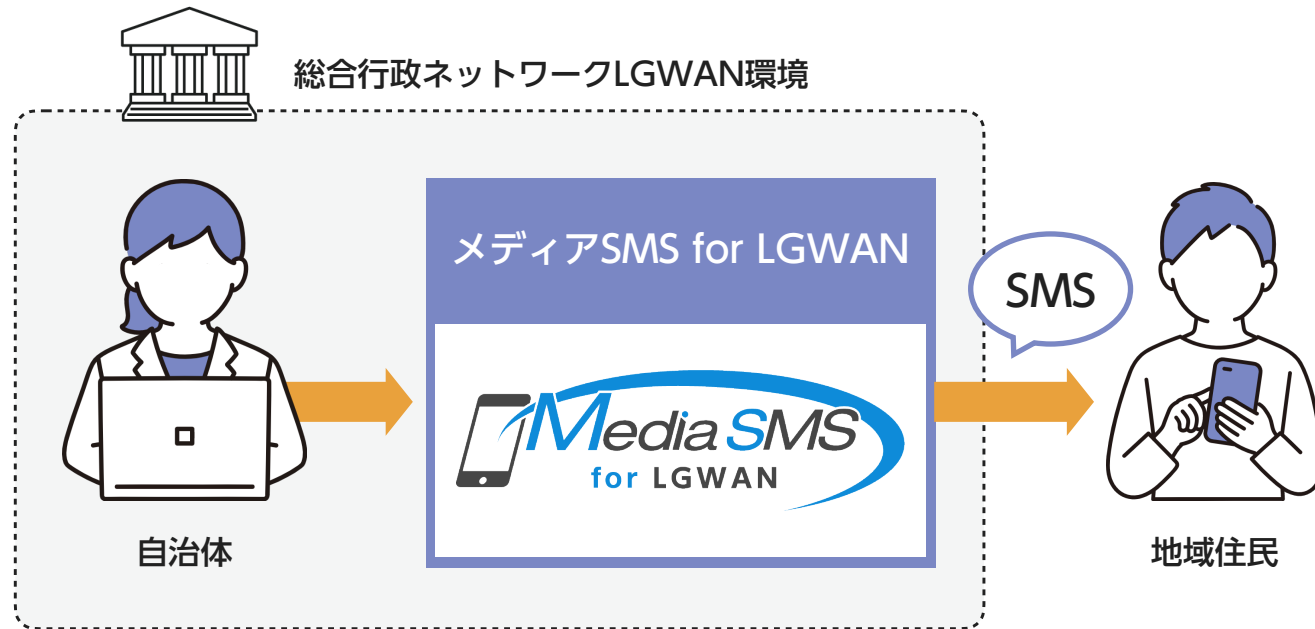 総合行政ネットワークLGWAN環境
メディアSMS for LGWAN
SMS
Media SMS
for LGWAN
自治体
地域住民